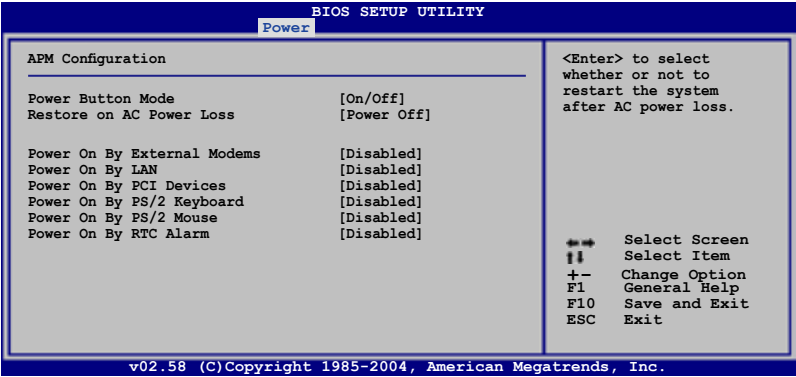 BIOS SETUP UTILITY
Power
APM Configuration
Power Button Mode [On/Off]
Restore on AC Power Loss [Power Off]
Power On By External Modems [Disabled]
Power On By LAN [Disabled]
Power On By PCI Devices [Disabled]
Power On By PS/2 Keyboard [Disabled]
Power On By PS/2 Mouse [Disabled]
Power On By RTC Alarm [Disabled]
<Enter> to select
whether or not to
restart the system
after AC power loss.
←→ Select Screen
↑↓ Select Item
+- Change Option
F1 General Help
F10 Save and Exit
ESC Exit
v02.58 (C)Copyright 1985-2004, American Megatrends, Inc.